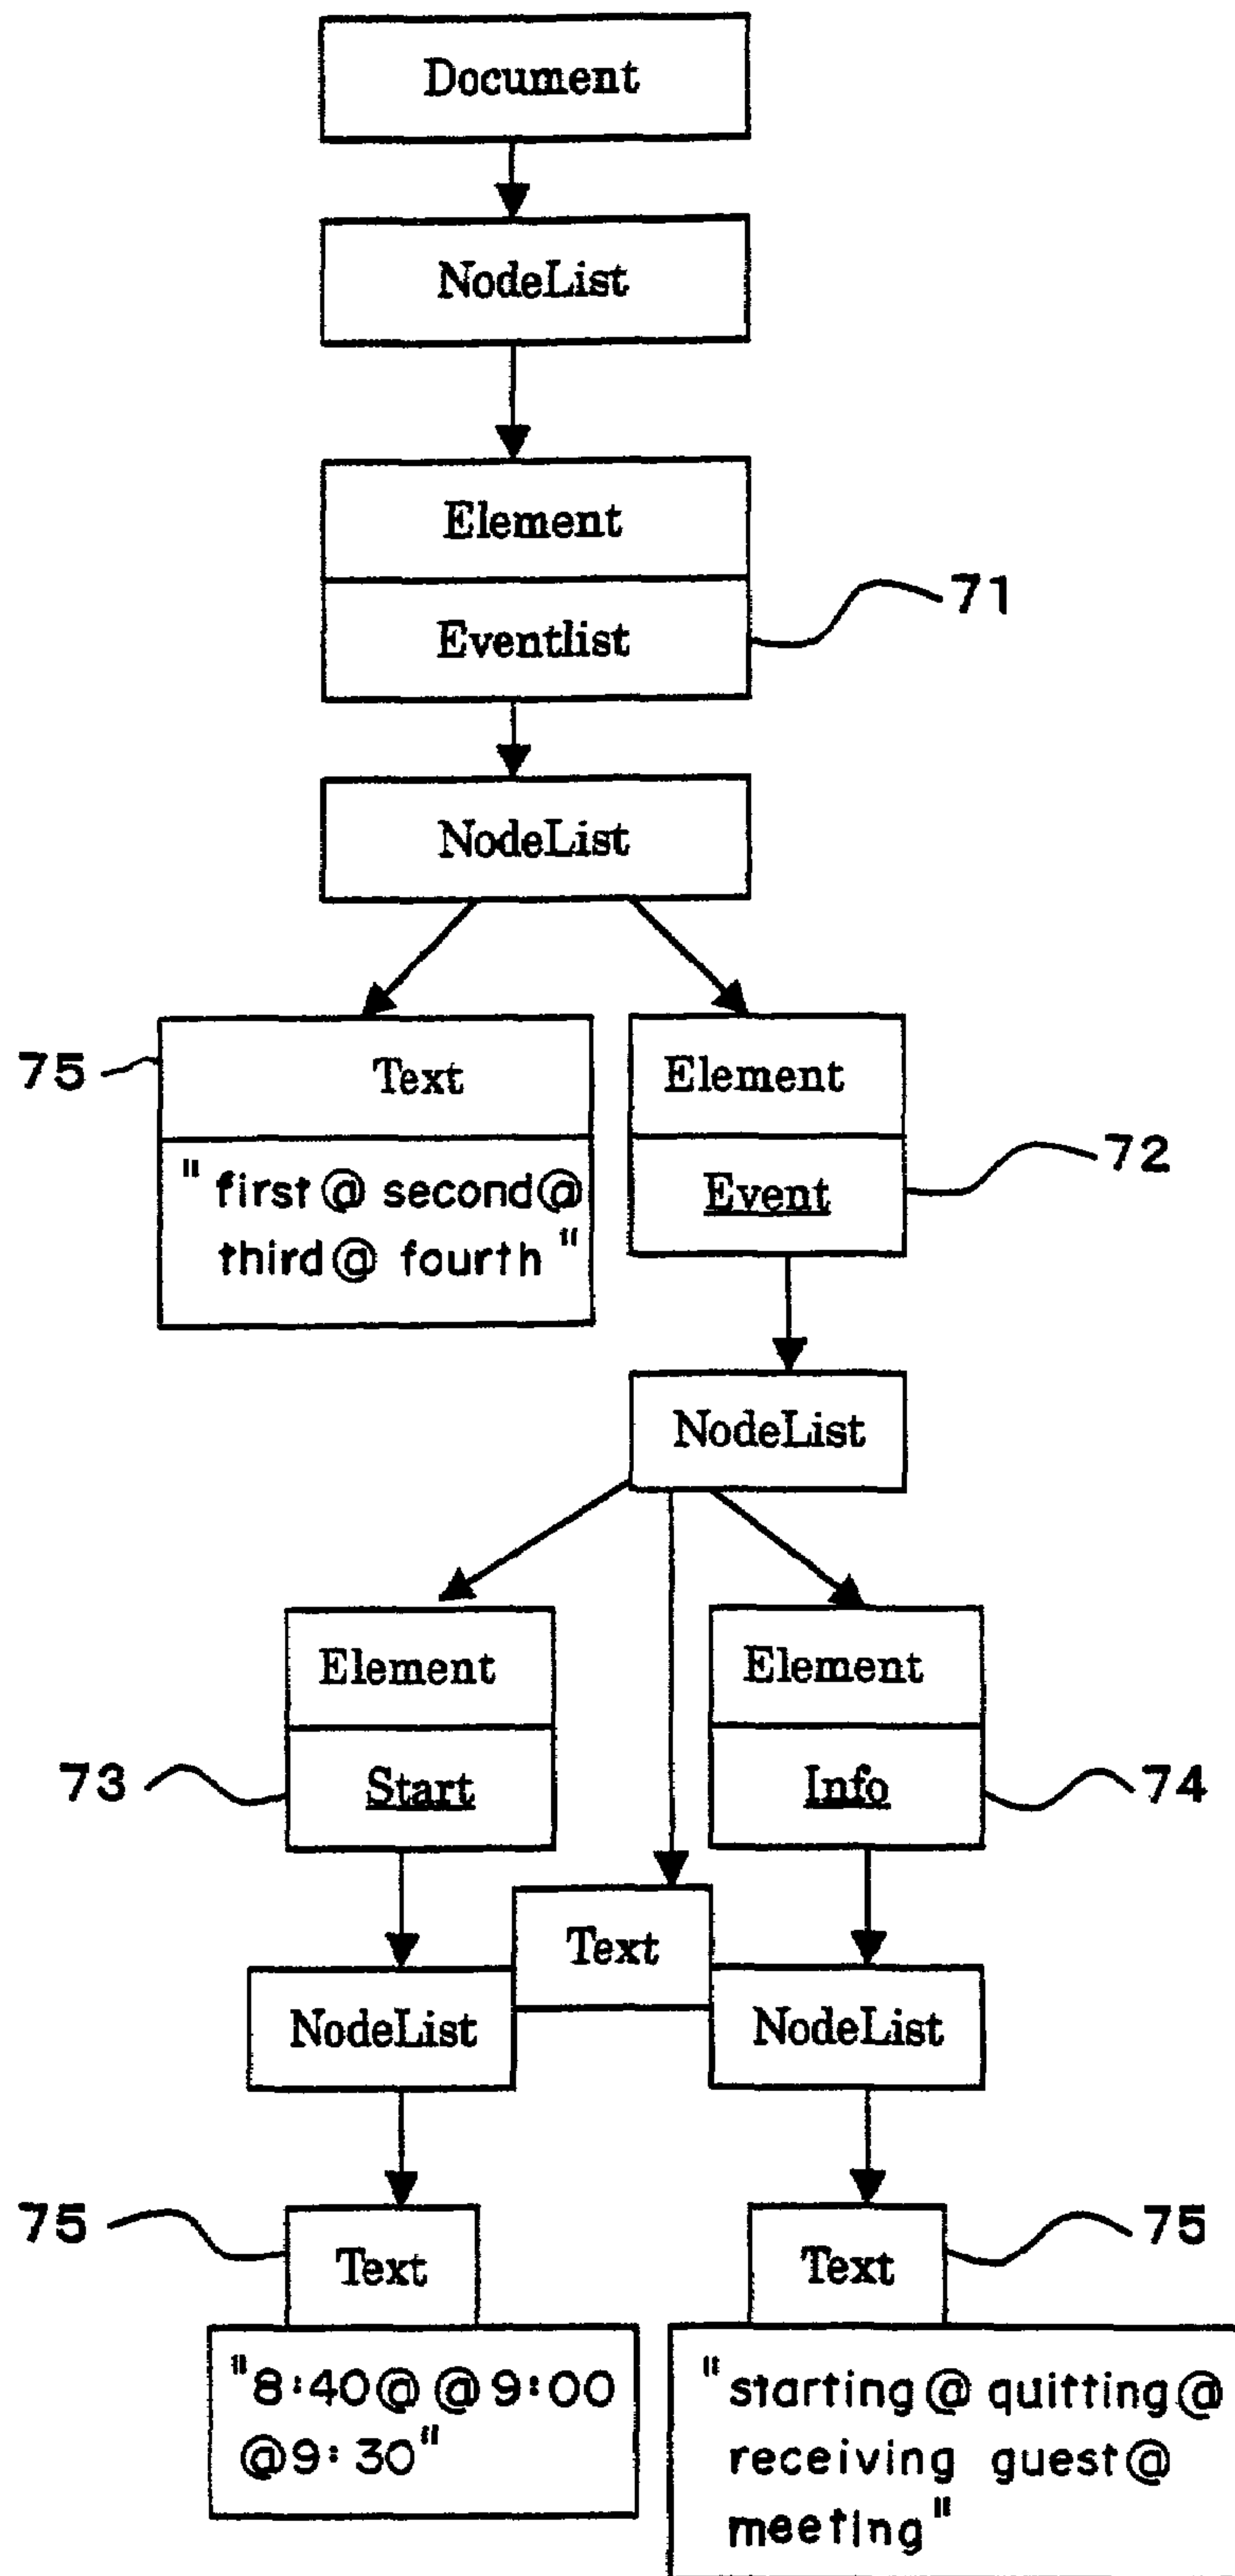 Document
NodeList
Element
71
Eventlist
NodeList
75
Text
Element
" first @ second @
third @ fourth "
72
Event
NodeList
Element
Element
73
Start
Info
74
Text
NodeList
NodeList
75
Text
Text
75
"8:40@ @ 9:00
@9:30"
"starting @ quitting @
receiving guest @
meeting"